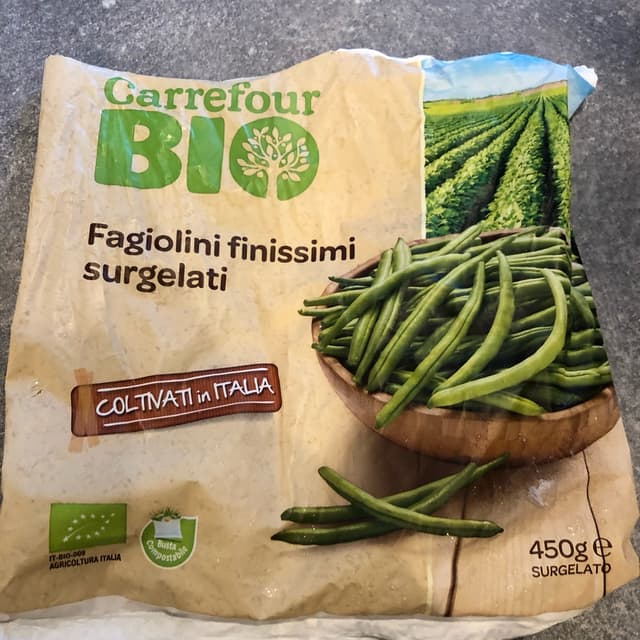 Carrefour
BIO
Fagiolini finissimi
surgelati
COLTIVATI in ITALIA
IT-BIO-009
AGRICOLTURA ITALIA
Busta
Compostabile
450g e
SURGELATO